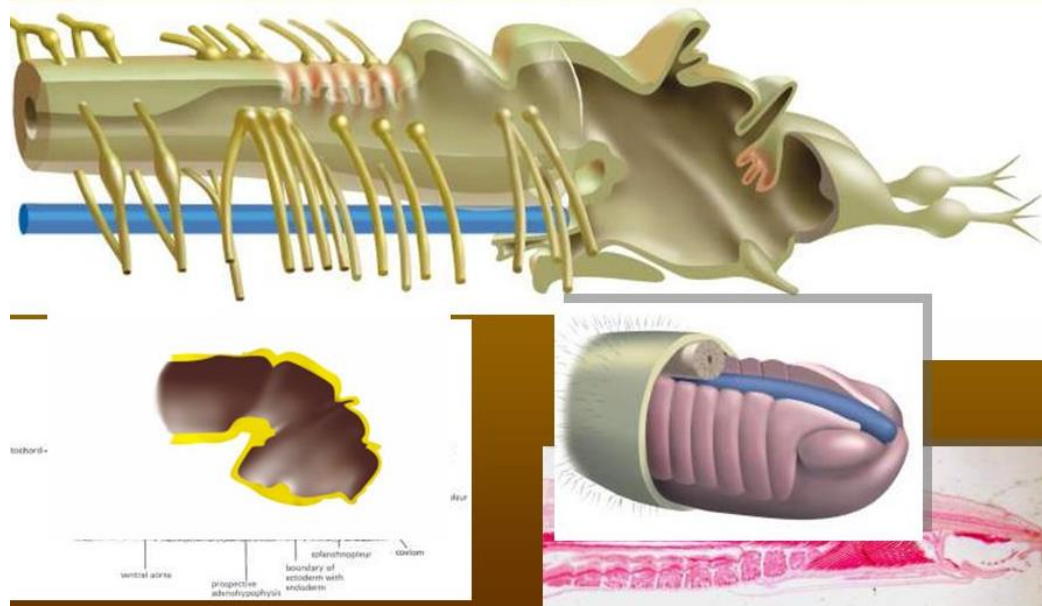 ventral aorta
prospective
adenohypophysis
boundary of
ectoderm with
endoderm
splanchnopleur
coelom